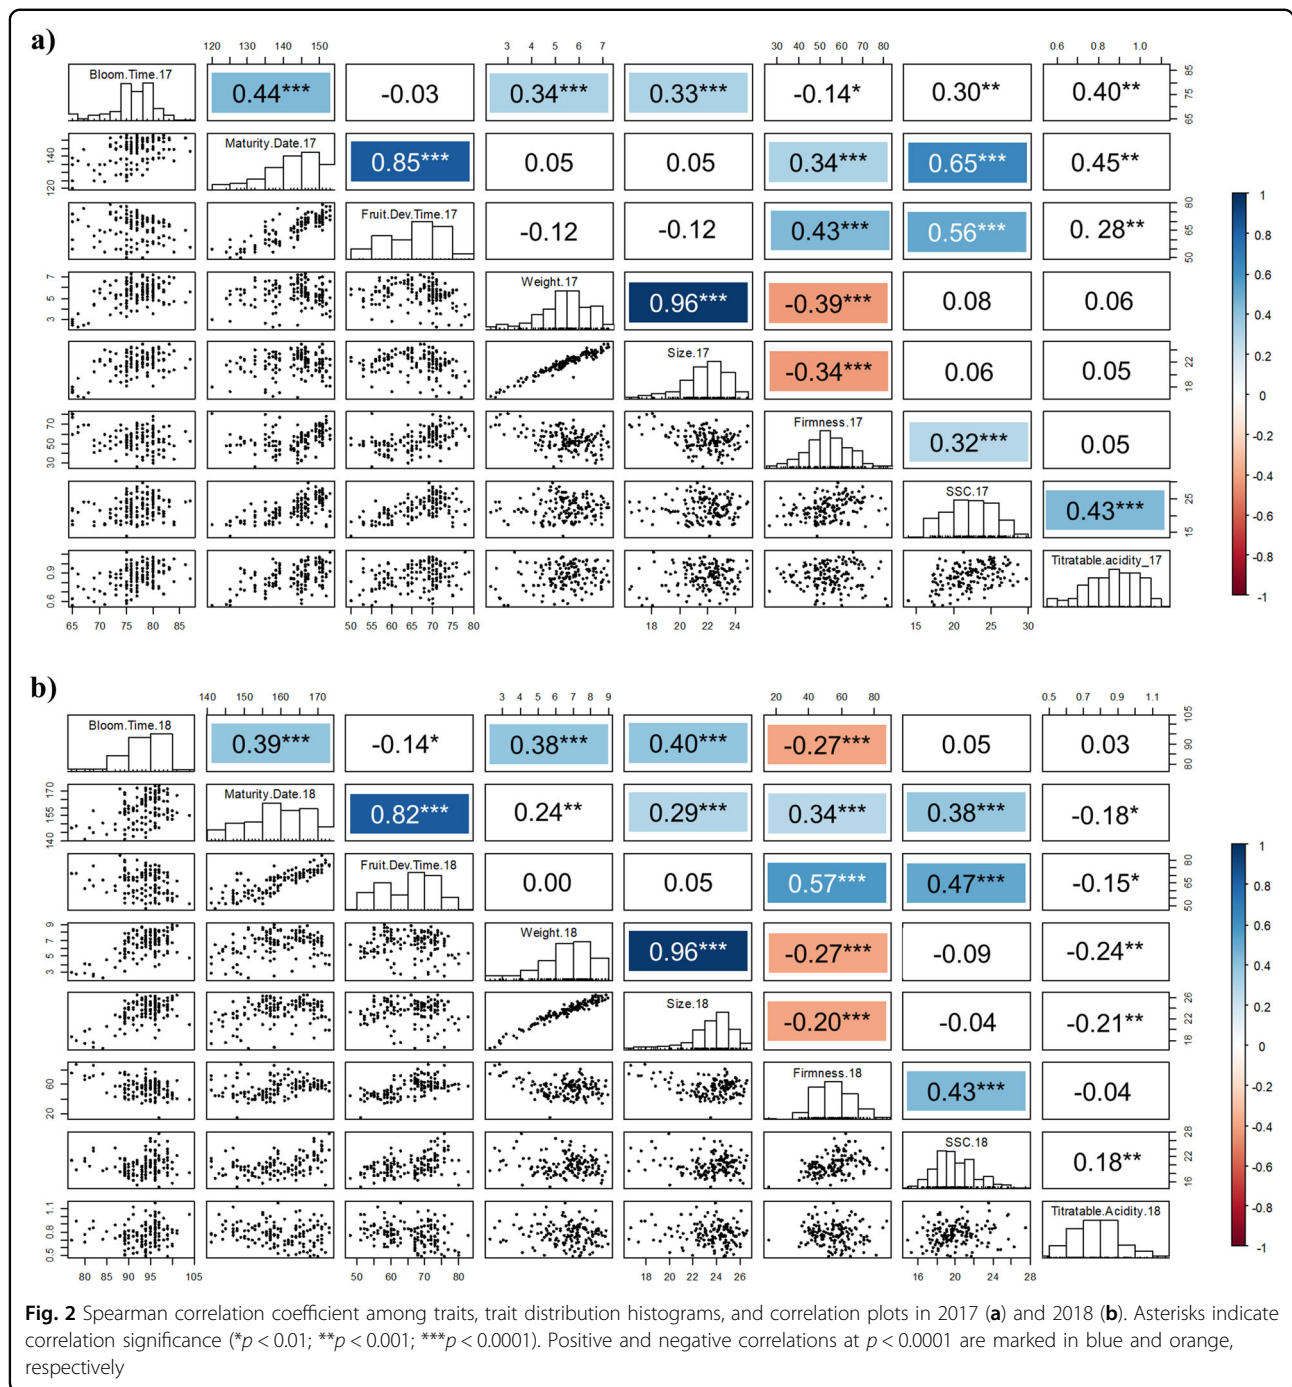 a)
120 130 140 150 3 4 5 6 7 30 40 50 60 70 80 0.6 0.8 1.0
Bloom.Time.17 0.44*** -0.03 0.34*** 0.33*** -0.14* 0.30** 0.40** 65 75 85
120 140 Maturity.Date.17 0.85*** 0.05 0.05 0.34*** 0.65*** 0.45**
Fruit.Dev.Time.17 -0.12 -0.12 0.43*** 0.56*** 0. 28** 50 65 80
3 5 7 Weight.17 0.96*** -0.39*** 0.08 0.06
Size.17 -0.34*** 0.06 0.05 18 22
30 50 70 Firmness.17 0.32*** 0.05
SSC.17 0.43*** 15 25
0.6 0.9 Titratable.acidity_17
65 70 75 80 85 50 55 60 65 70 75 80 18 20 22 24 15 20 25 30
1
0.8
0.6
0.4
0.2
0
-0.2
-0.4
-0.6
-0.8
-1
b)
140 150 160 170 3 4 5 6 7 8 9 20 40 60 80 0.5 0.7 0.9 1.1
Bloom.Time.18 0.39*** -0.14* 0.38*** 0.40*** -0.27*** 0.05 0.03 80 90 105
140 155 170 Maturity.Date.18 0.82*** 0.24** 0.29*** 0.34*** 0.38*** -0.18*
Fruit.Dev.Time.18 0.00 0.05 0.57*** 0.47*** -0.15* 50 65 80
3 5 7 9 Weight.18 0.96*** -0.27*** -0.09 -0.24**
Size.18 -0.20*** -0.04 -0.21** 18 22 26
20 60 Firmness.18 0.43*** -0.04
SSC.18 0.18** 16 22 28
0.5 0.8 1.1 Titratable.Acidity.18
80 85 90 95 105 50 60 70 80 18 20 22 24 26 16 20 24 28
1
0.8
0.6
0.4
0.2
0
-0.2
-0.4
-0.6
-0.8
-1
Fig. 2 Spearman correlation coefficient among traits, trait distribution histograms, and correlation plots in 2017 (a) and 2018 (b). Asterisks indicate
correlation significance (*p < 0.01; **p < 0.001; ***p < 0.0001). Positive and negative correlations at p < 0.0001 are marked in blue and orange,
respectively